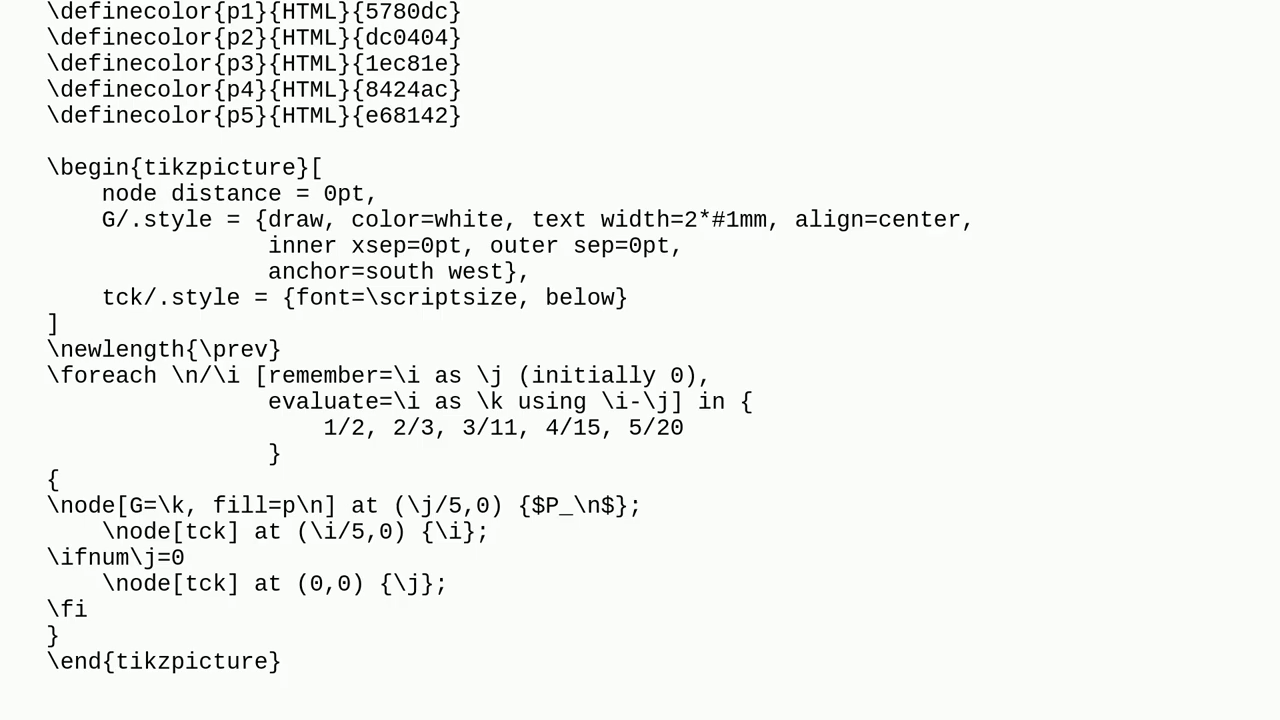 \definecolor{p1}{HTML}{5780dc}
\definecolor{p2}{HTML}{dc0404}
\definecolor{p3}{HTML}{1ec81e}
\definecolor{p4}{HTML}{8424ac}
\definecolor{p5}{HTML}{e68142}

\begin{tikzpicture}[
    node distance = 0pt,
    G/.style = {draw, color=white, text width=2*#1mm, align=center,
                inner xsep=0pt, outer sep=0pt,
                anchor=south west},
    tck/.style = {font=\scriptsize, below}
]
\newlength{\prev}
\foreach \n/\i [remember=\i as \j (initially 0),
                evaluate=\i as \k using \i-\j] in {
                    1/2, 2/3, 3/11, 4/15, 5/20
                }
{
\node[G=\k, fill=p\n] at (\j/5,0) {$P_\n$};
    \node[tck] at (\i/5,0) {\i};
\ifnum\j=0
    \node[tck] at (0,0) {\j};
\fi
}
\end{tikzpicture}